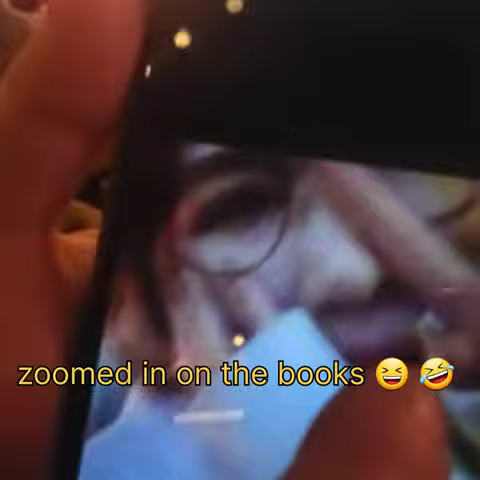 zoomed in on the books 😆 🤣